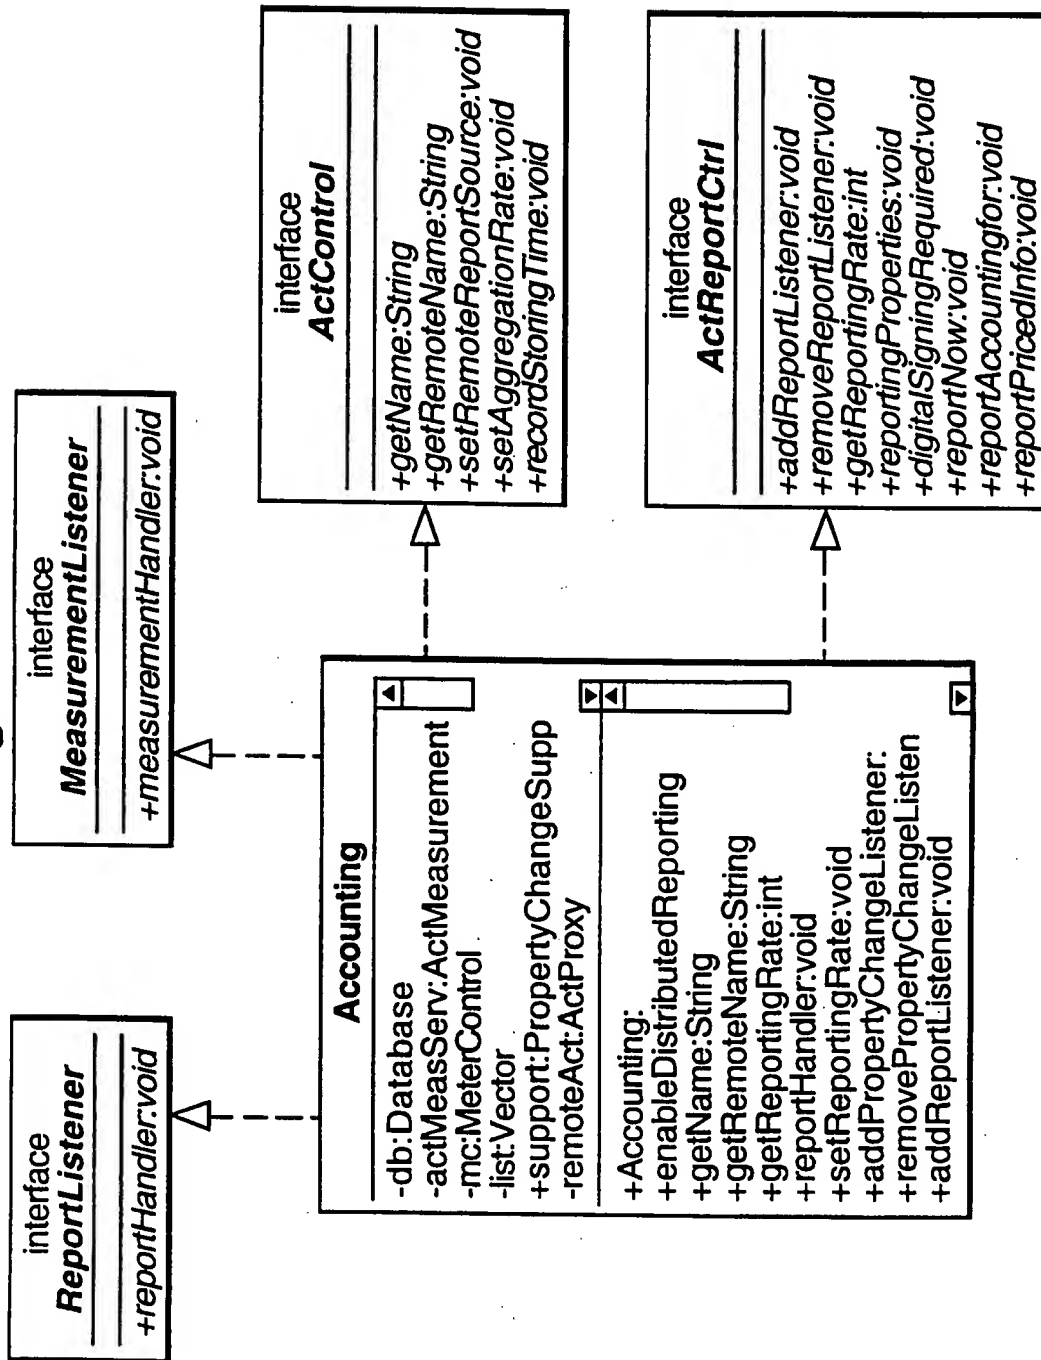 interface
ReportListener
+reportHandler:void
interface
MeasurementListener
+measurementHandler:void
Accounting
-db:Database
-actMeasServ:ActMeasurement
-mc:MeterControl
-list:Vector
+support:PropertyChangeSupp
-remoteAct:ActProxy
+Accounting:
+enableDistributedReporting
+getName:String
+getRemoteName:String
+getReportingRate:int
+reportHandler:void
+setReportingRate:void
+addPropertyChangeListener:
+removePropertyChangeListen
+addReportListener:void
interface
ActControl
+getName:String
+getRemoteName:String
+setRemoteReportSource:void
+setAggregationRate:void
+recordStoringTime:void
interface
ActReportCtrl
+addReportListener:void
+removeReportListener:void
+getReportingRate:int
+reportingProperties:void
+digitalSigningRequired:void
+reportNow:void
+reportAccountingfor:void
+reportPricedInfo:void